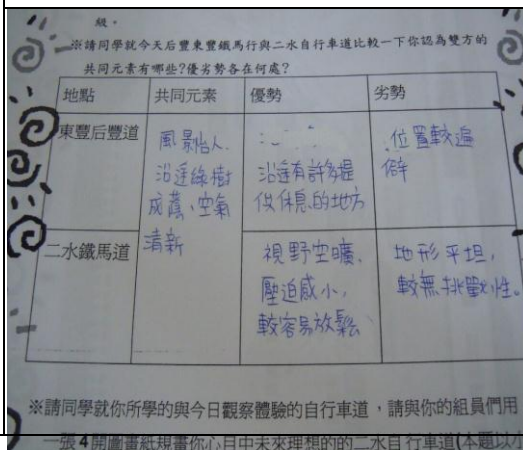 級。
※請同學就今天后豐東豐鐵馬行與二水自行車道比較一下你認為雙方的
共同元素有哪些?優劣勢各在何處?
地點 共同元素 優勢 劣勢
東豐后豐道
風景怡人、
沿途綠樹
成蔭、空氣
清新
沿途有許多提
供休息的地方
位置較遍
僻
二水鐵馬道
視野空曠、
壓迫感小，
較容易放鬆
地形平坦，
較無挑戰性。
※請同學就你所學的與今日觀察體驗的自行車道，請與你的組員們用
一張4開圖畫紙規畫你心目中未來理想的的二水自行車道(本題以小